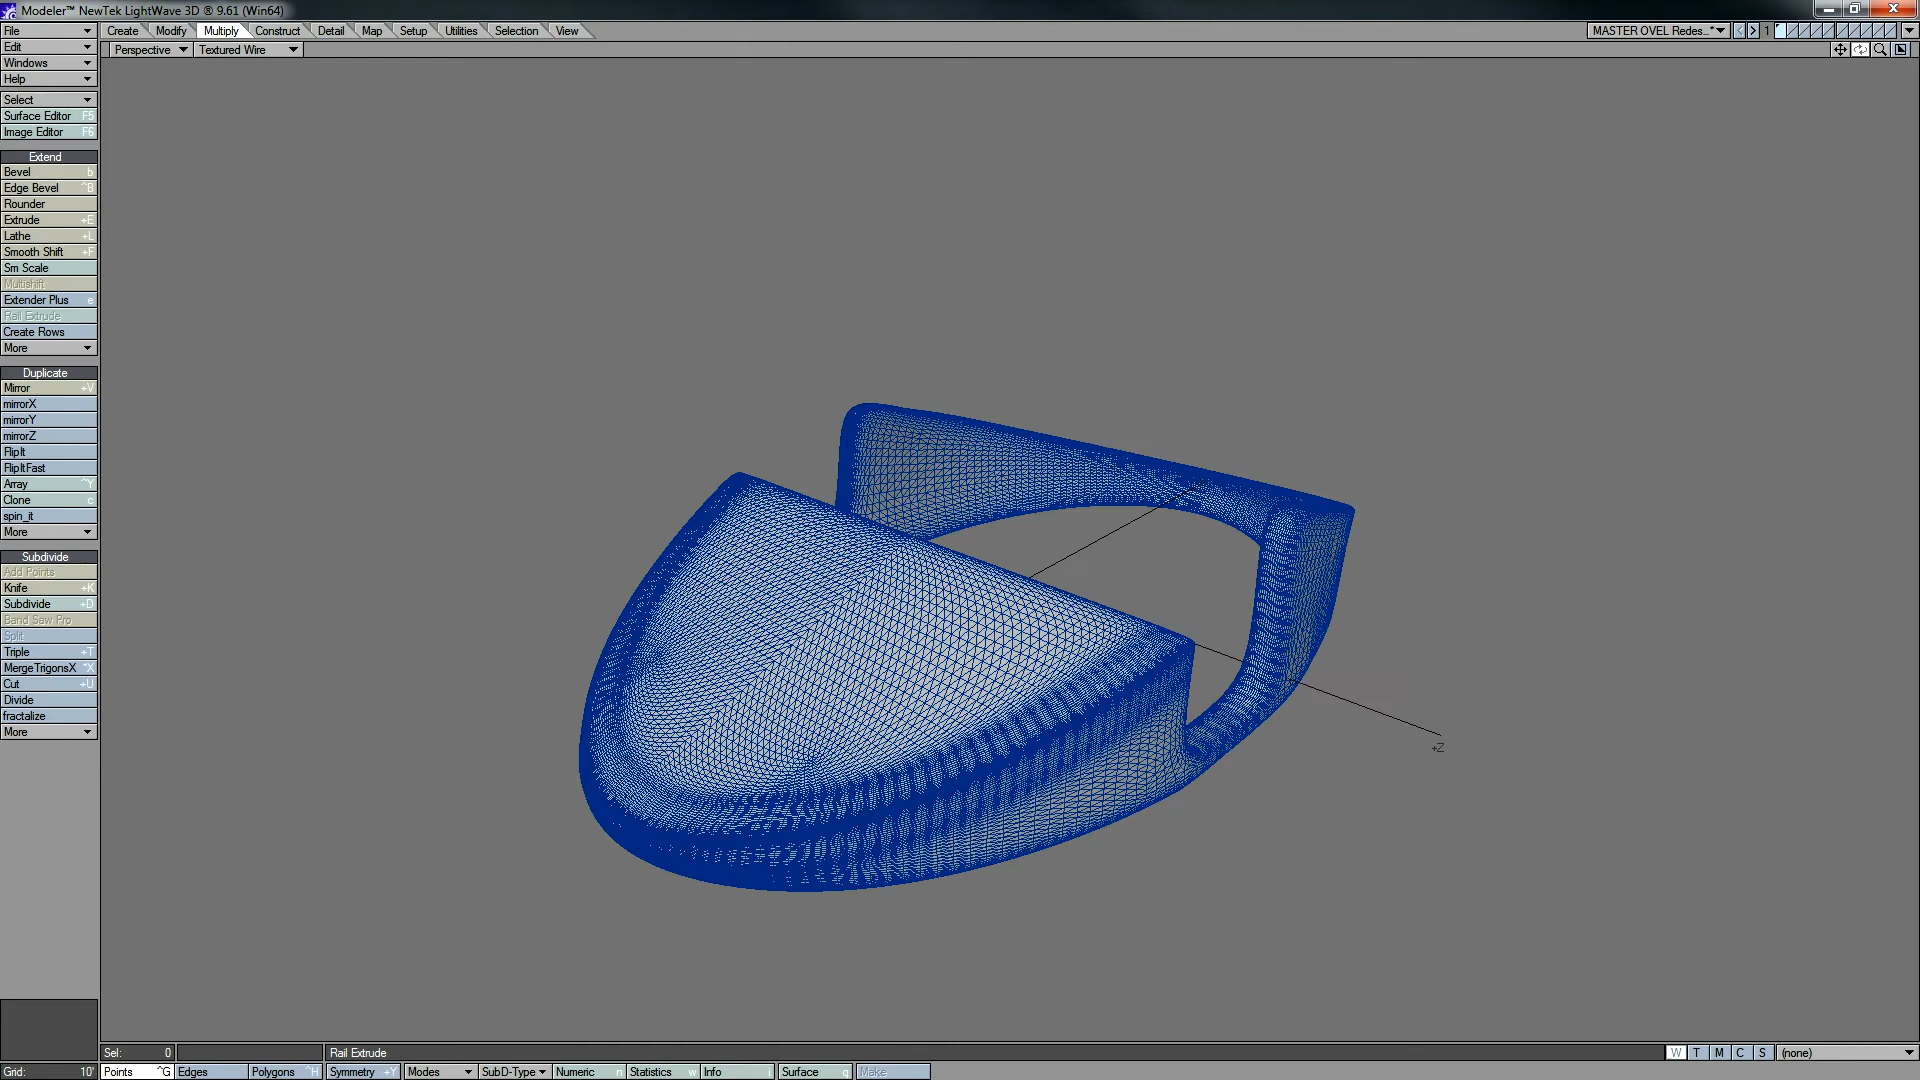 Modeler™ NewTek LightWave 3D ® 9.61 (Win64)
File
Edit
Windows
Help
Create Modify Multiply Construct Detail Map Setup Utilities Selection View
MASTER OVEL Redes...* 1
Perspective Textured Wire
Select
Surface Editor F5
Image Editor F6
Extend
Bevel b
Edge Bevel ^B
Rounder
Extrude +E
Lathe +L
Smooth Shift +F
Sm Scale
Multishift
Extender Plus e
Rail Extrude
Create Rows
More
Duplicate
Mirror +V
mirrorX
mirrorY
mirrorZ
FlipIt
FlipItFast
Array ^Y
Clone c
spin_it
More
Subdivide
Add Points
Knife +K
Subdivide +D
Band Saw Pro
Split
Triple +T
MergeTrigonsX ^X
Cut +U
Divide
fractalize
More
+Z
Sel: 0
Rail Extrude
W T M C S (none)
Grid: 10'
Points ^G Edges Polygons ^H Symmetry +Y Modes SubD-Type Numeric n Statistics w Info i Surface q Make